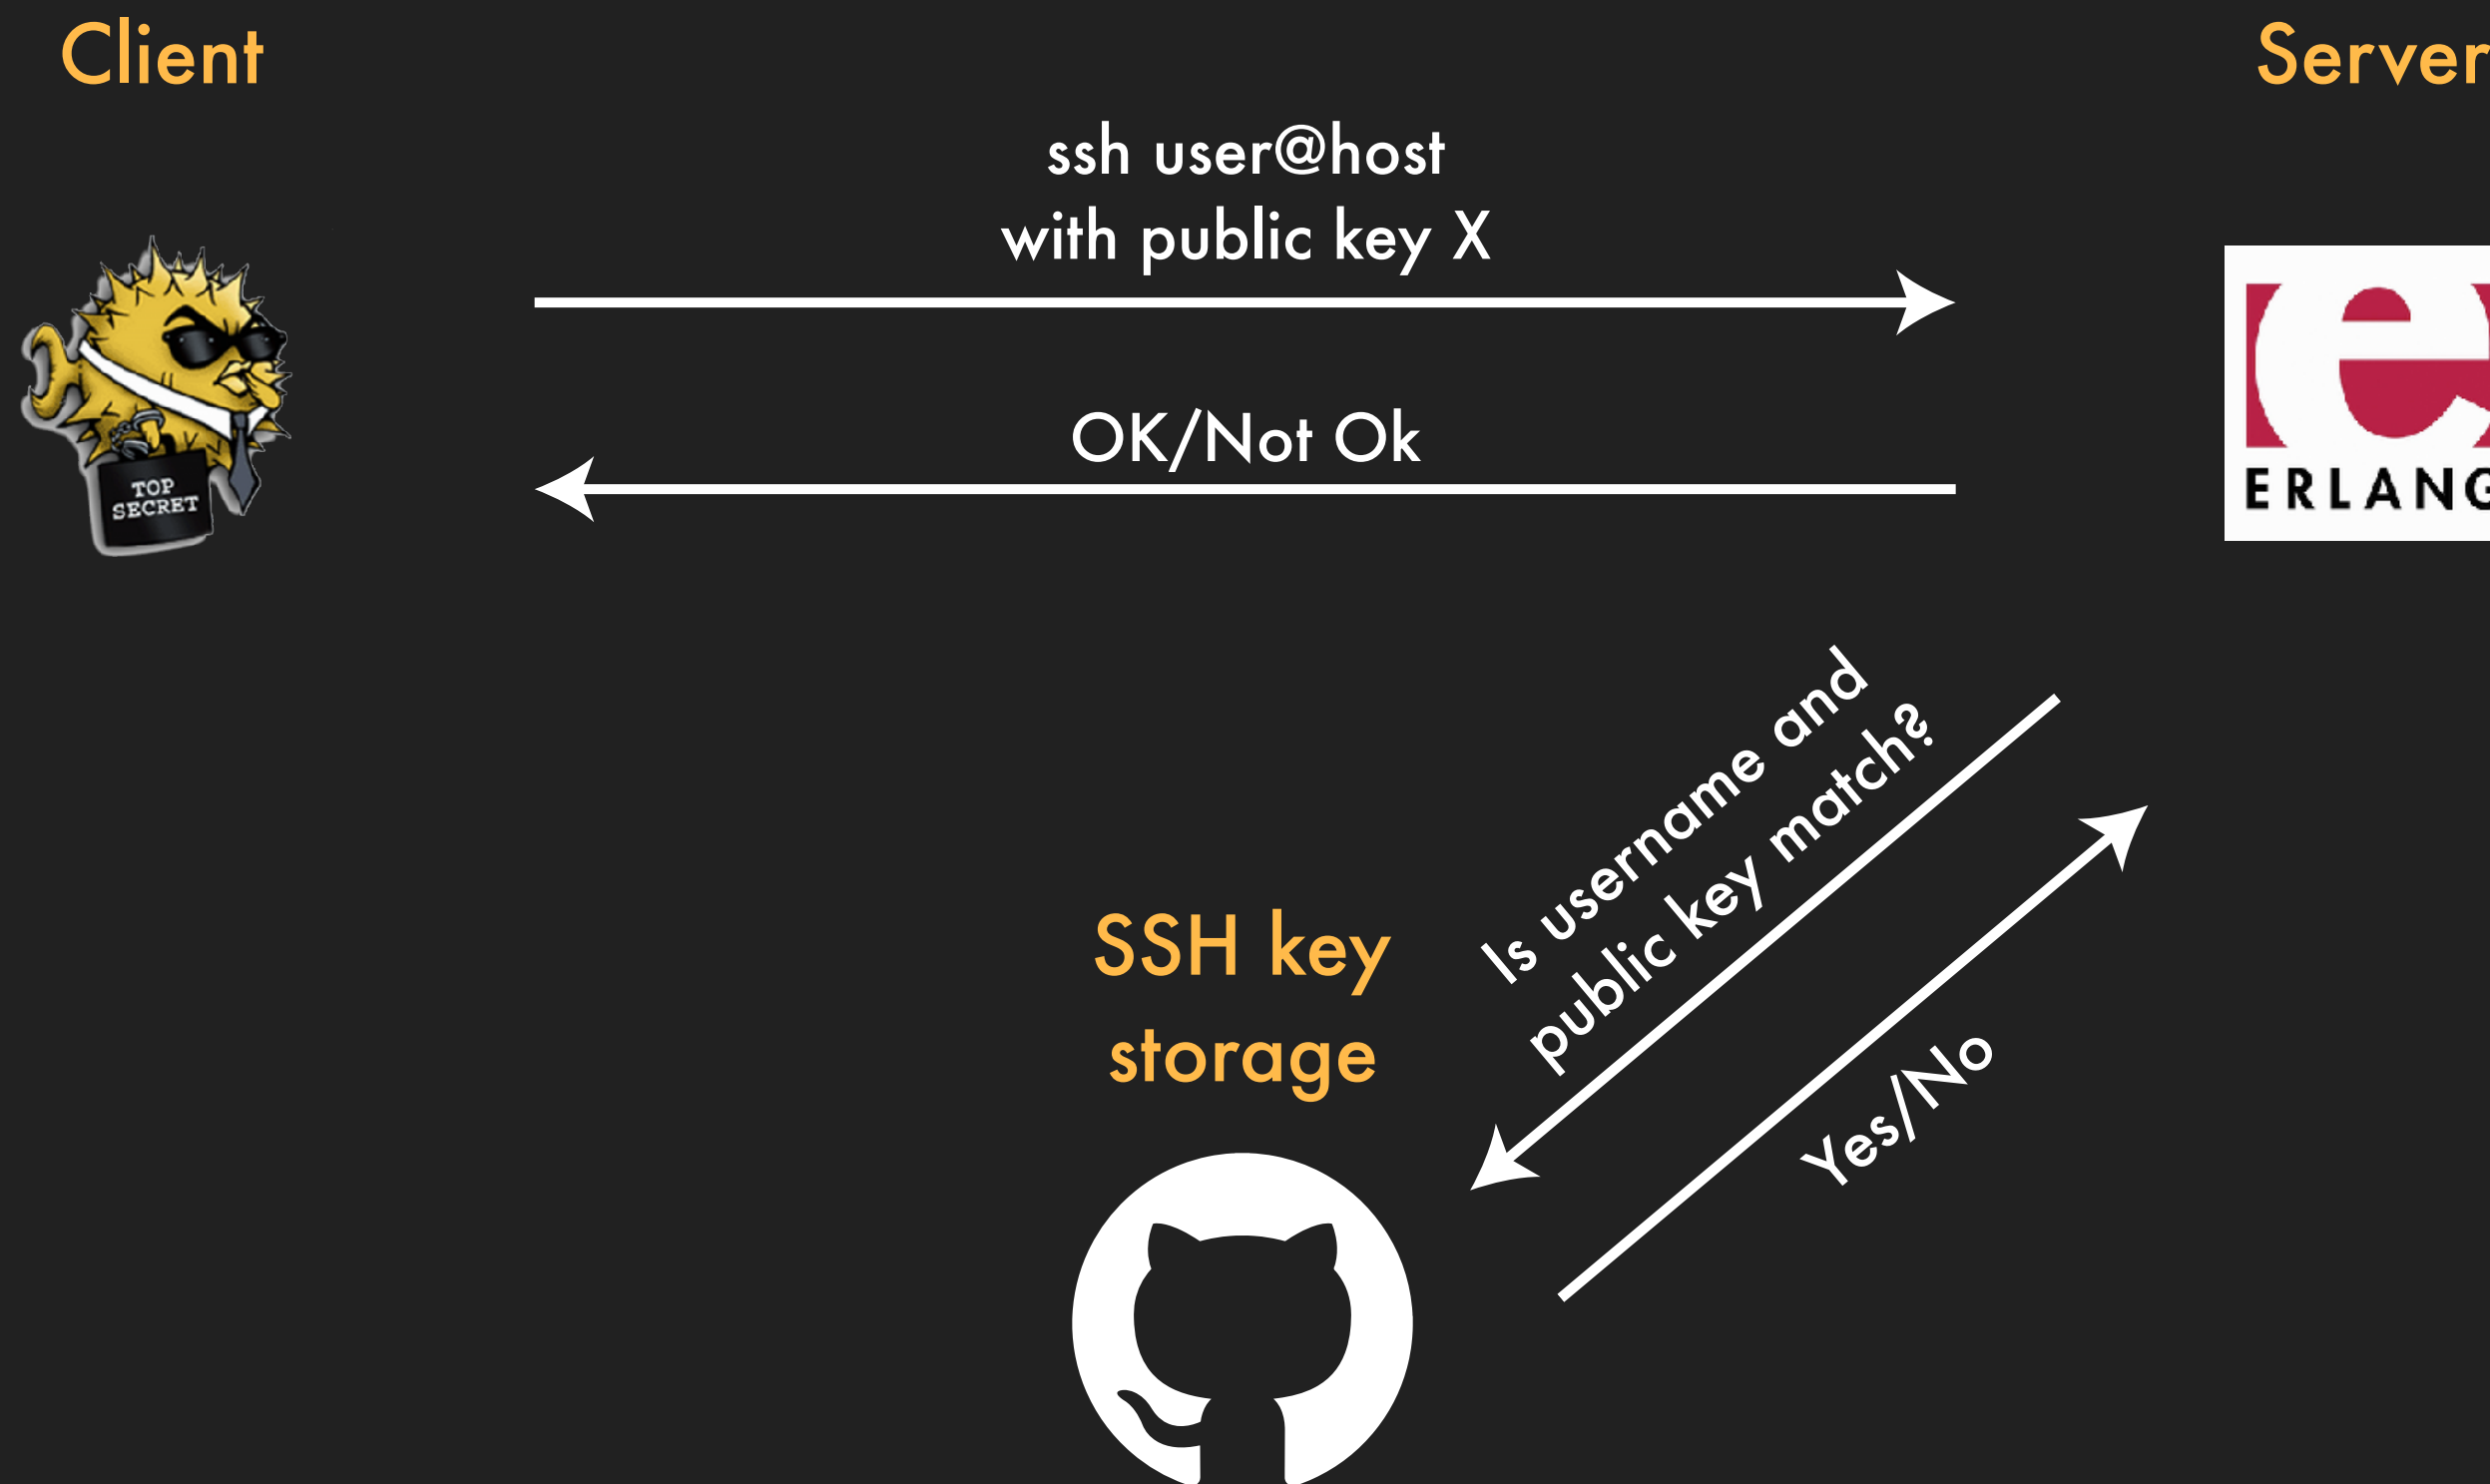 Client
Server
ssh user@host
with public key X
OK/Not Ok
TOP
SECRET
ERLANG
Is username and
public key match?
Yes/No
SSH key
storage